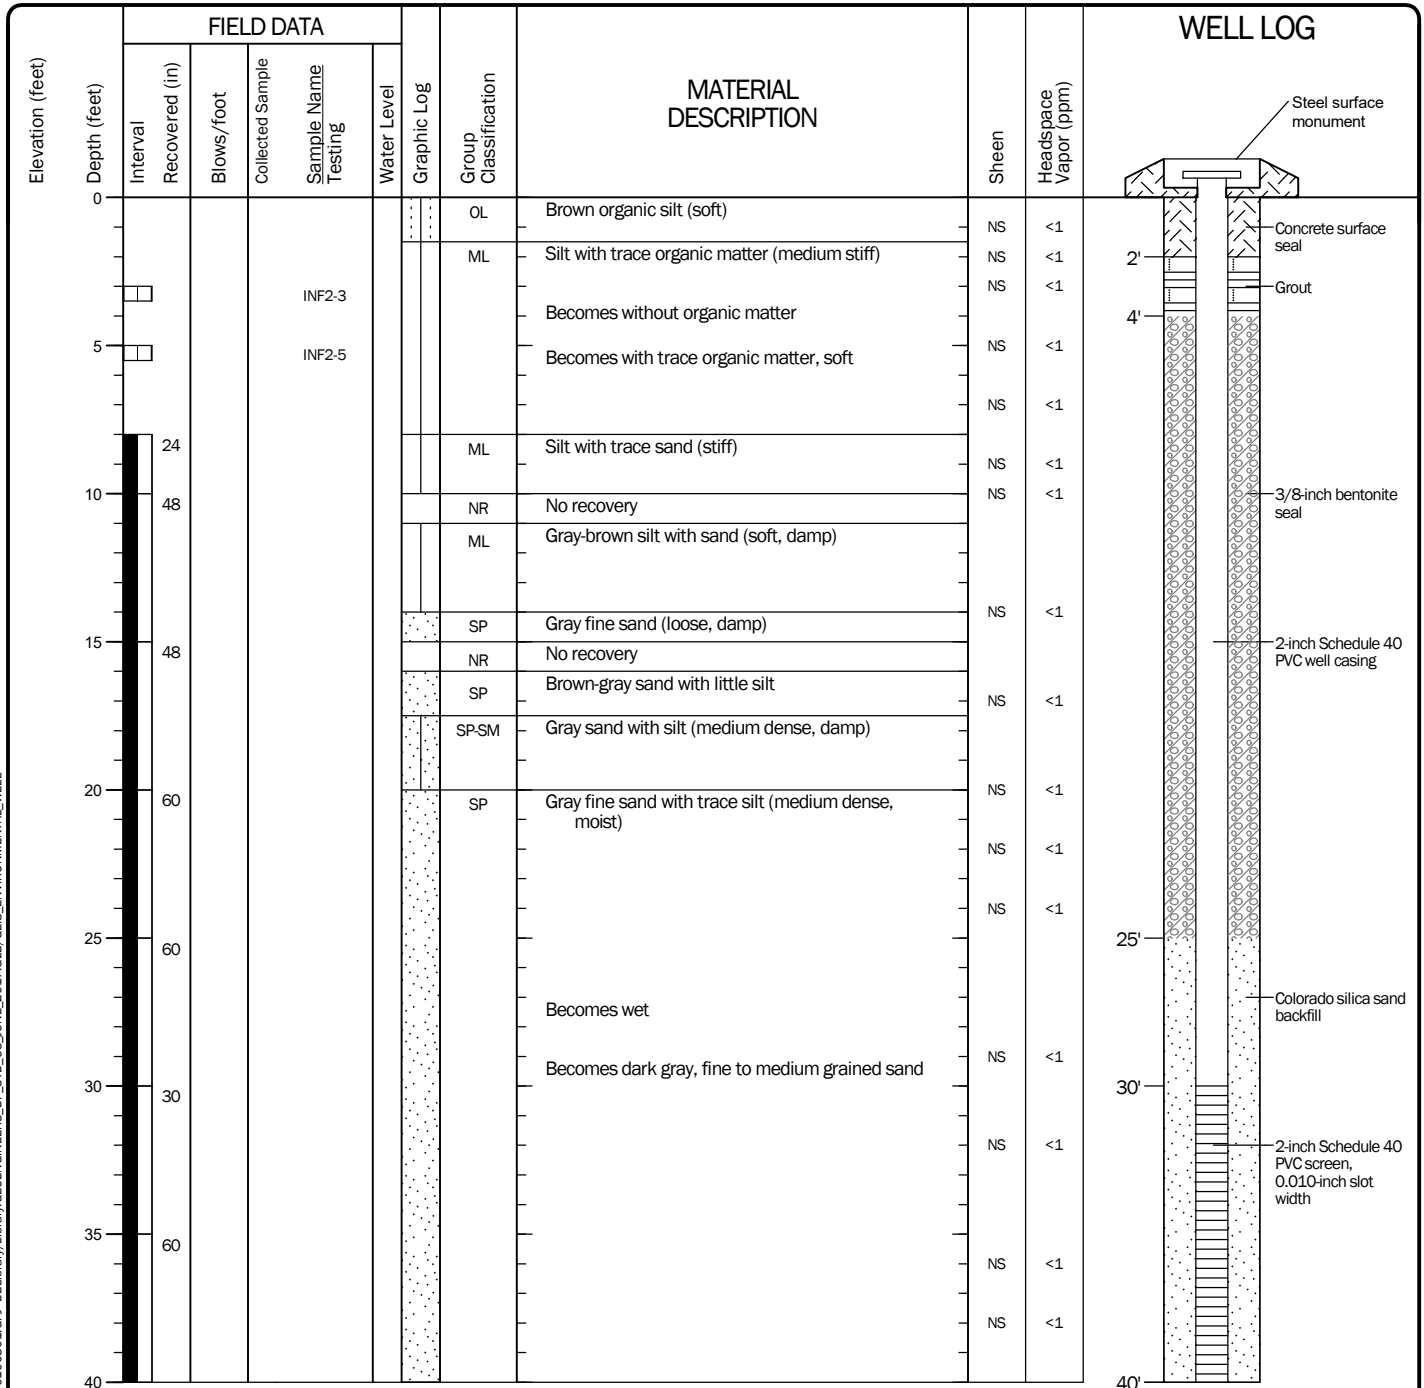 FIELD DATA
WELL LOG
Elevation (feet)
Depth (feet)
Interval
Recovered (in)
Blows/foot
Collected Sample
Sample Name
Testing
Water Level
Graphic Log
Group
Classification
MATERIAL
DESCRIPTION
Sheen
Headspace
Vapor (ppm)
Steel surface
monument
0
OL
Brown organic silt (soft)
NS
<1
Concrete surface
seal
ML
Silt with trace organic matter (medium stiff)
NS
<1
2'
INF2-3
NS
<1
Grout
Becomes without organic matter
4'
5
INF2-5
Becomes with trace organic matter, soft
NS
<1
NS
<1
24
ML
Silt with trace sand (stiff)
NS
<1
10
48
NR
No recovery
NS
<1
3/8-inch bentonite
seal
ML
Gray-brown silt with sand (soft, damp)
NS
<1
SP
Gray fine sand (loose, damp)
15
48
NR
No recovery
2-inch Schedule 40
PVC well casing
SP
Brown-gray sand with little silt
NS
<1
SP-SM
Gray sand with silt (medium dense, damp)
20
60
SP
Gray fine sand with trace silt (medium dense,
moist)
NS
<1
NS
<1
NS
<1
25
60
25'
Becomes wet
Colorado silica sand
backfill
NS
<1
Becomes dark gray, fine to medium grained sand
30
30
30'
NS
<1
2-inch Schedule 40
PVC screen,
0.010-inch slot
width
35
60
NS
<1
NS
<1
40
40'